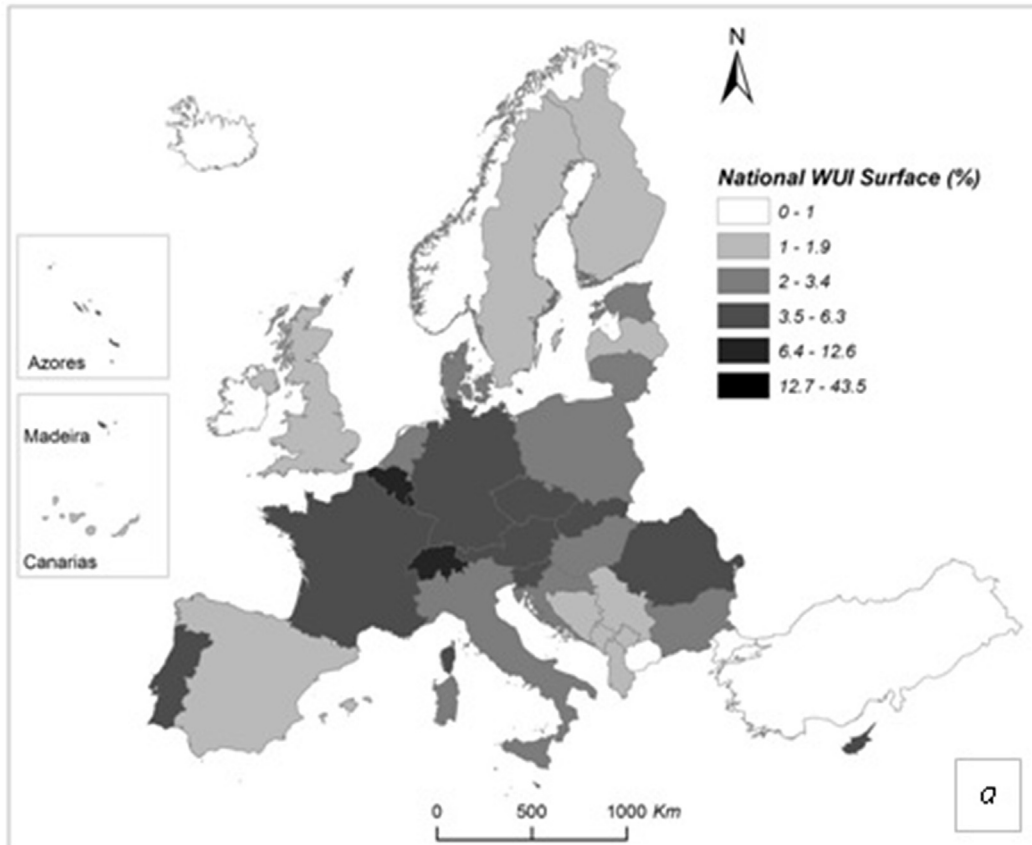 N
National WUI Surface (%)
0 - 1
1 - 1.9
2 - 3.4
3.5 - 6.3
6.4 - 12.6
12.7 - 43.5
Azores
Madeira
Canarias
0 500 1000 Km
a